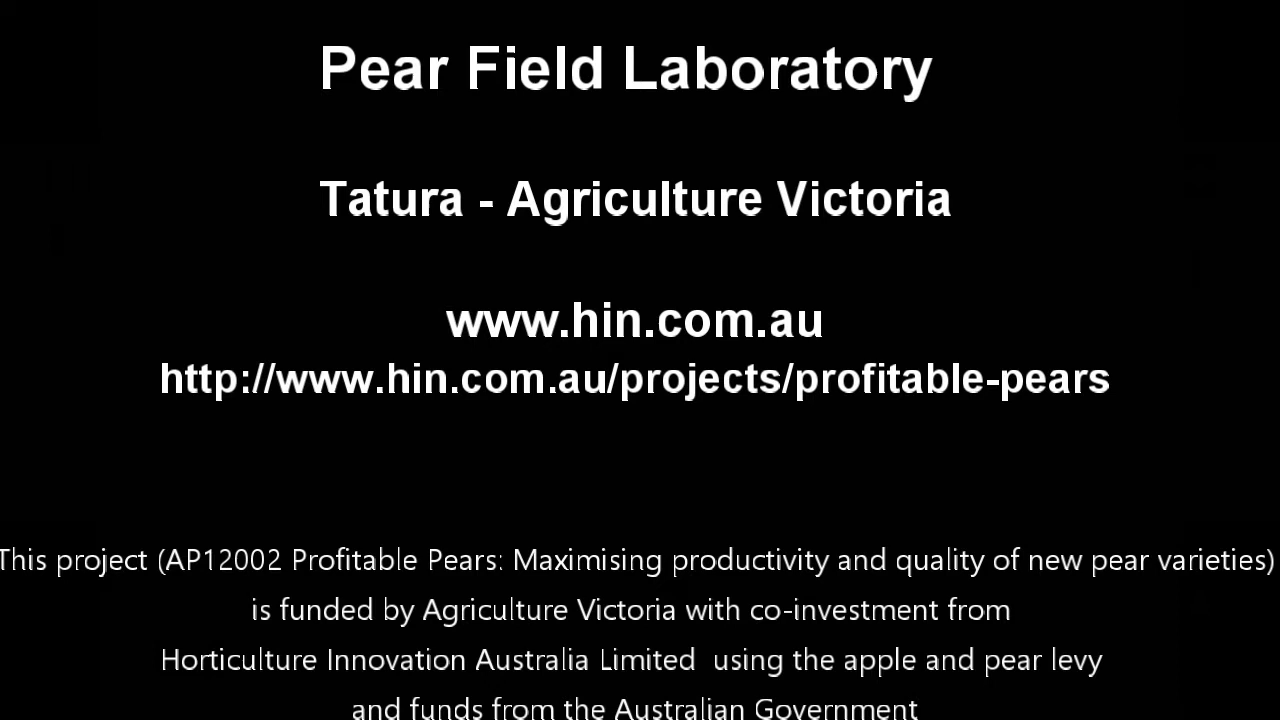 Pear Field Laboratory
Tatura - Agriculture Victoria
www.hin.com.au
http://www.hin.com.au/projects/profitable-pears
This project (AP12002 Profitable Pears: Maximising productivity and quality of new pear varieties)
is funded by Agriculture Victoria with co-investment from
Horticulture Innovation Australia Limited  using the apple and pear levy
and funds from the Australian Government